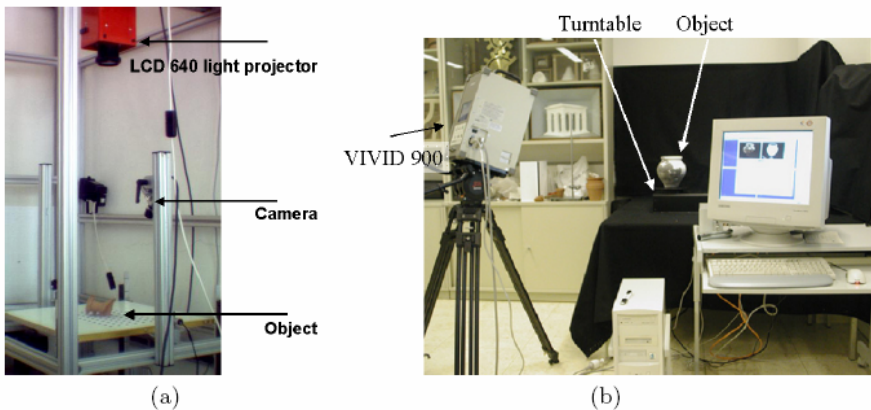 LCD 640 light projector
Camera
Object
(a)
Turntable
Object
VIVID 900
(b)